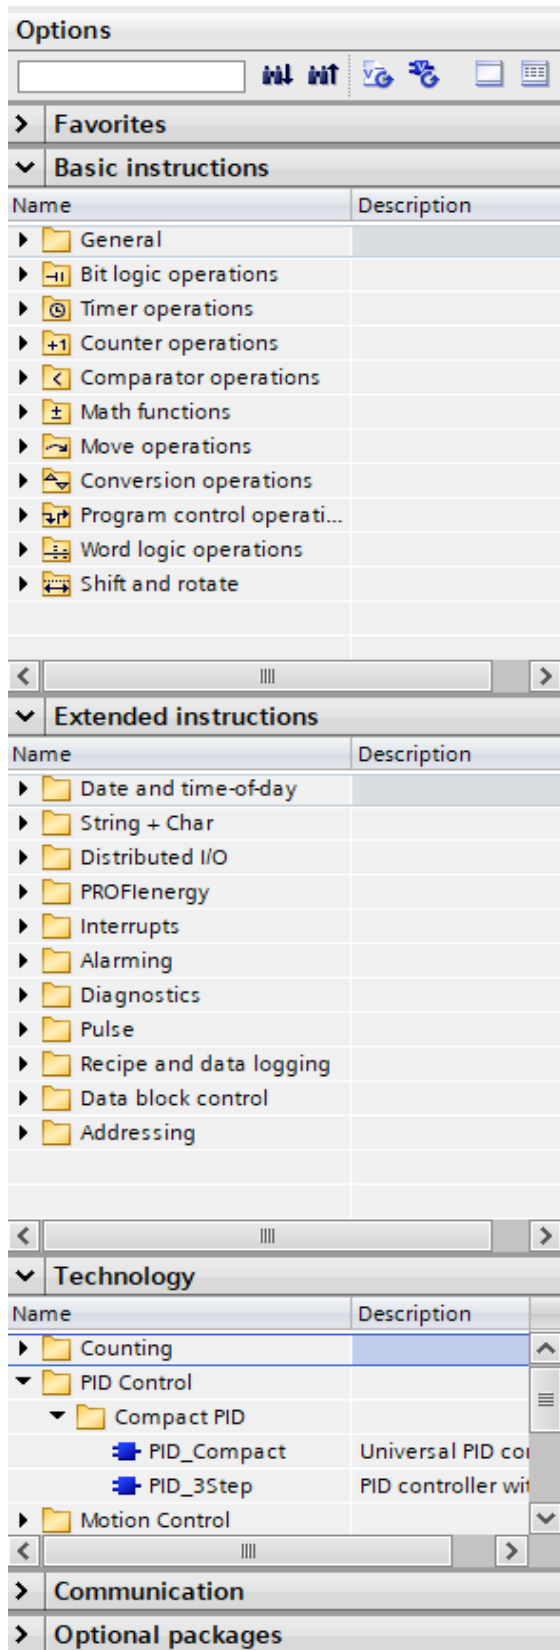 Options
Favorites
Basic instructions
Name Description
General
Bit logic operations
Timer operations
+1 Counter operations
Comparator operations
Math functions
Move operations
Conversion operations
Program control operati...
Word logic operations
Shift and rotate
Extended instructions
Name Description
Date and time-of-day
String + Char
Distributed I/O
PROFIenergy
Interrupts
Alarming
Diagnostics
Pulse
Recipe and data logging
Data block control
Addressing
Technology
Name Description
Counting
PID Control
Compact PID
PID_Compact Universal PID co
PID_3Step PID controller wit
Motion Control
Communication
Optional packages